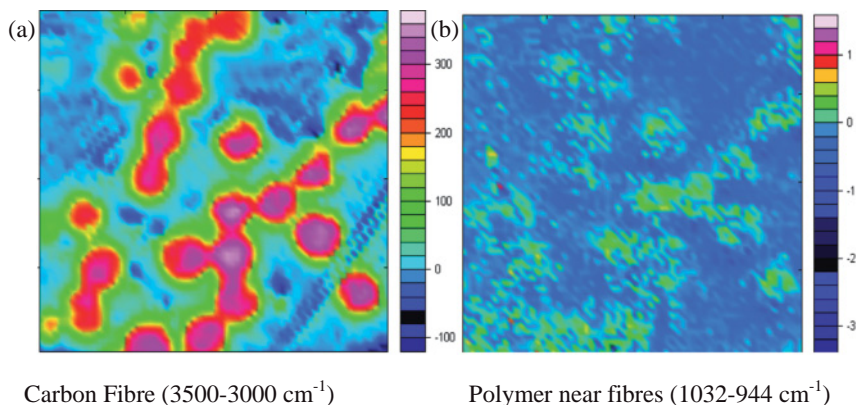 (a)
300
200
100
0
-100
Carbon Fibre (3500-3000 cm⁻¹)
(b)
1
0
-1
-2
-3
Polymer near fibres (1032-944 cm⁻¹)